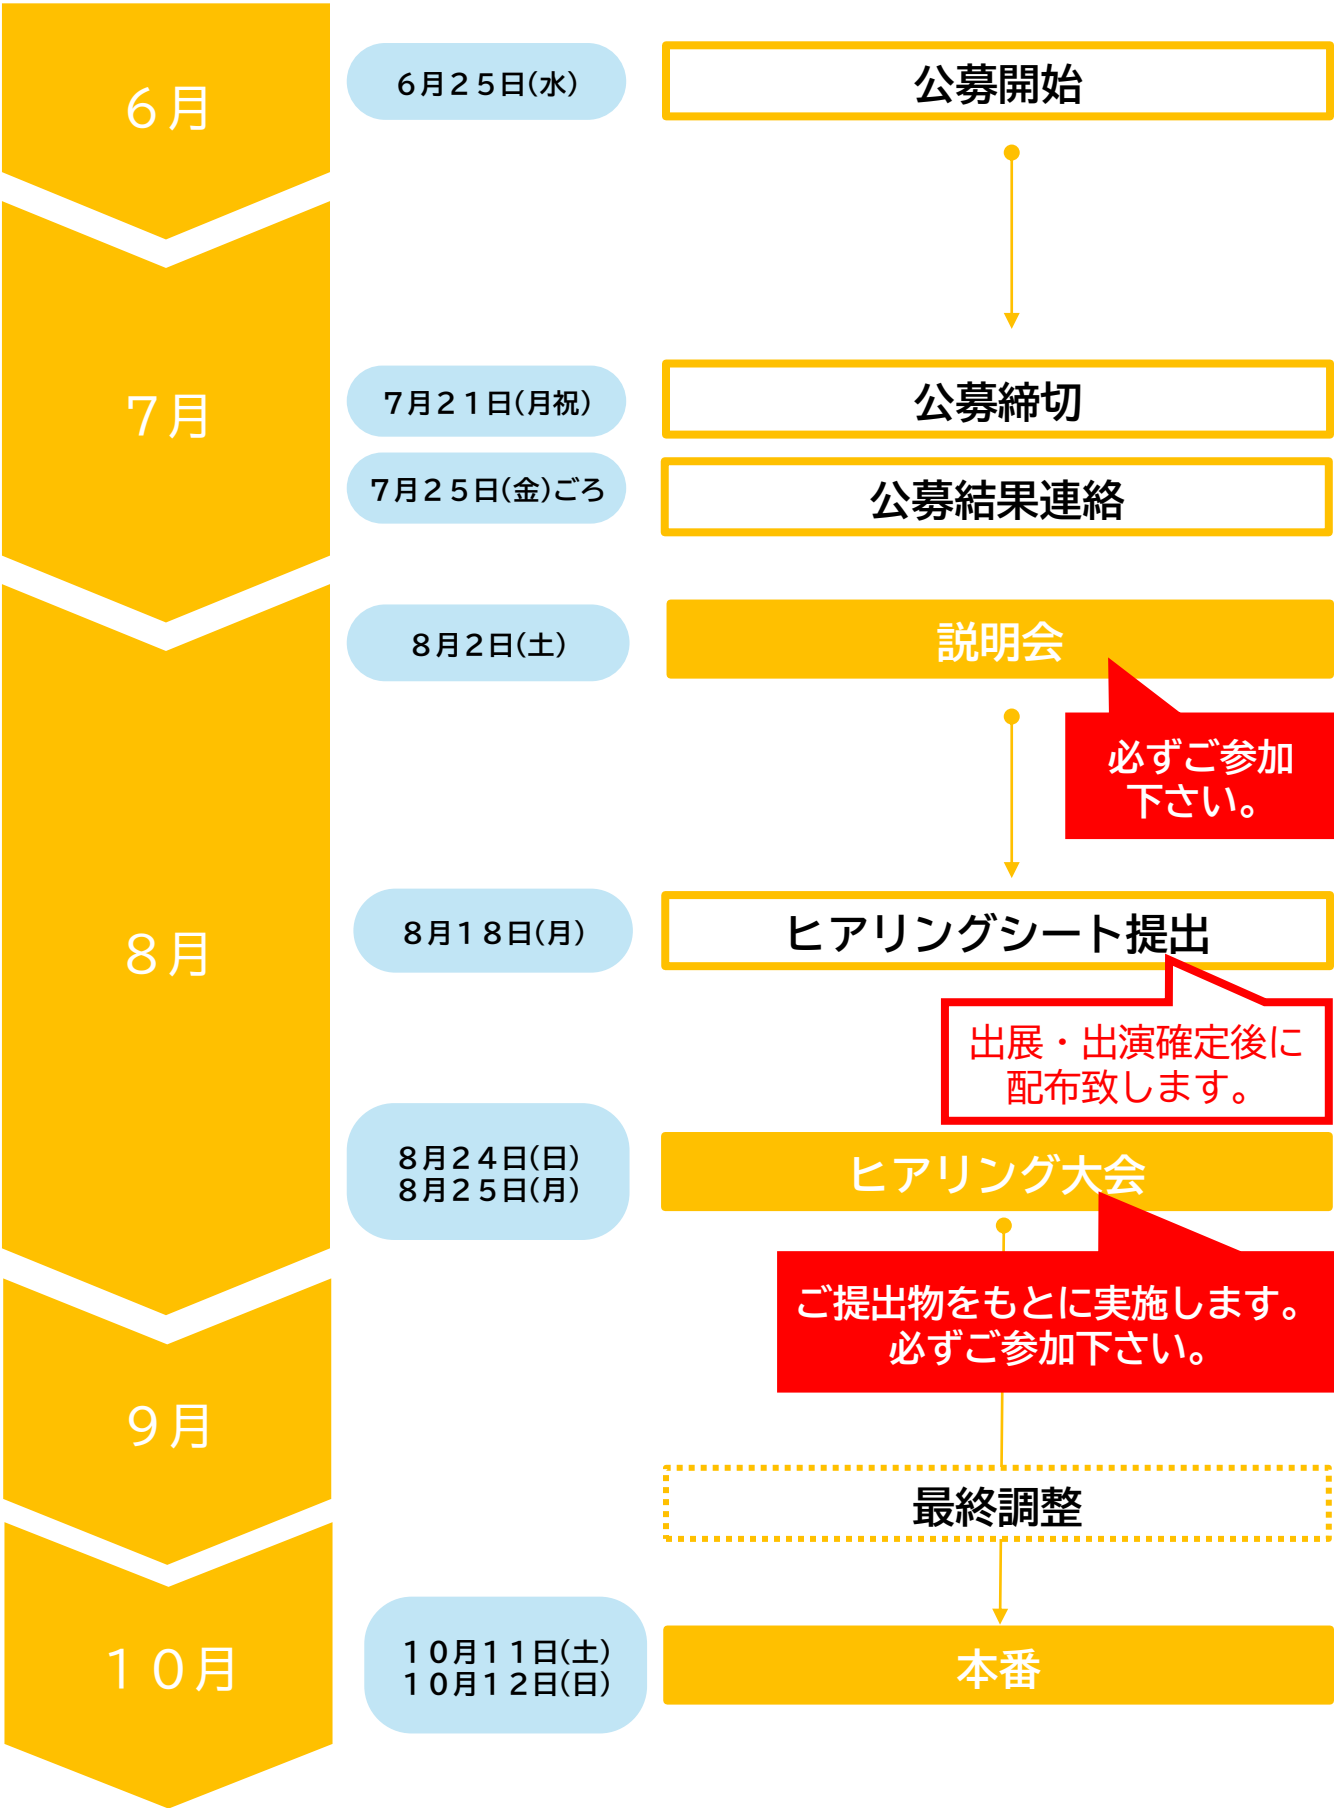 ６月
６月２５日(水)
公募開始
７月
７月２１日(月祝)
公募締切
７月２５日(金)ごろ
公募結果連絡
８月２日(土)
説明会
必ずご参加
下さい。
８月
８月１８日(月)
ヒアリングシート提出
出展・出演確定後に
配布致します。
８月２４日(日)
８月２５日(月)
ヒアリング大会
ご提出物をもとに実施します。
必ずご参加下さい。
９月
最終調整
１０月
１０月１１日(土)
１０月１２日(日)
本番